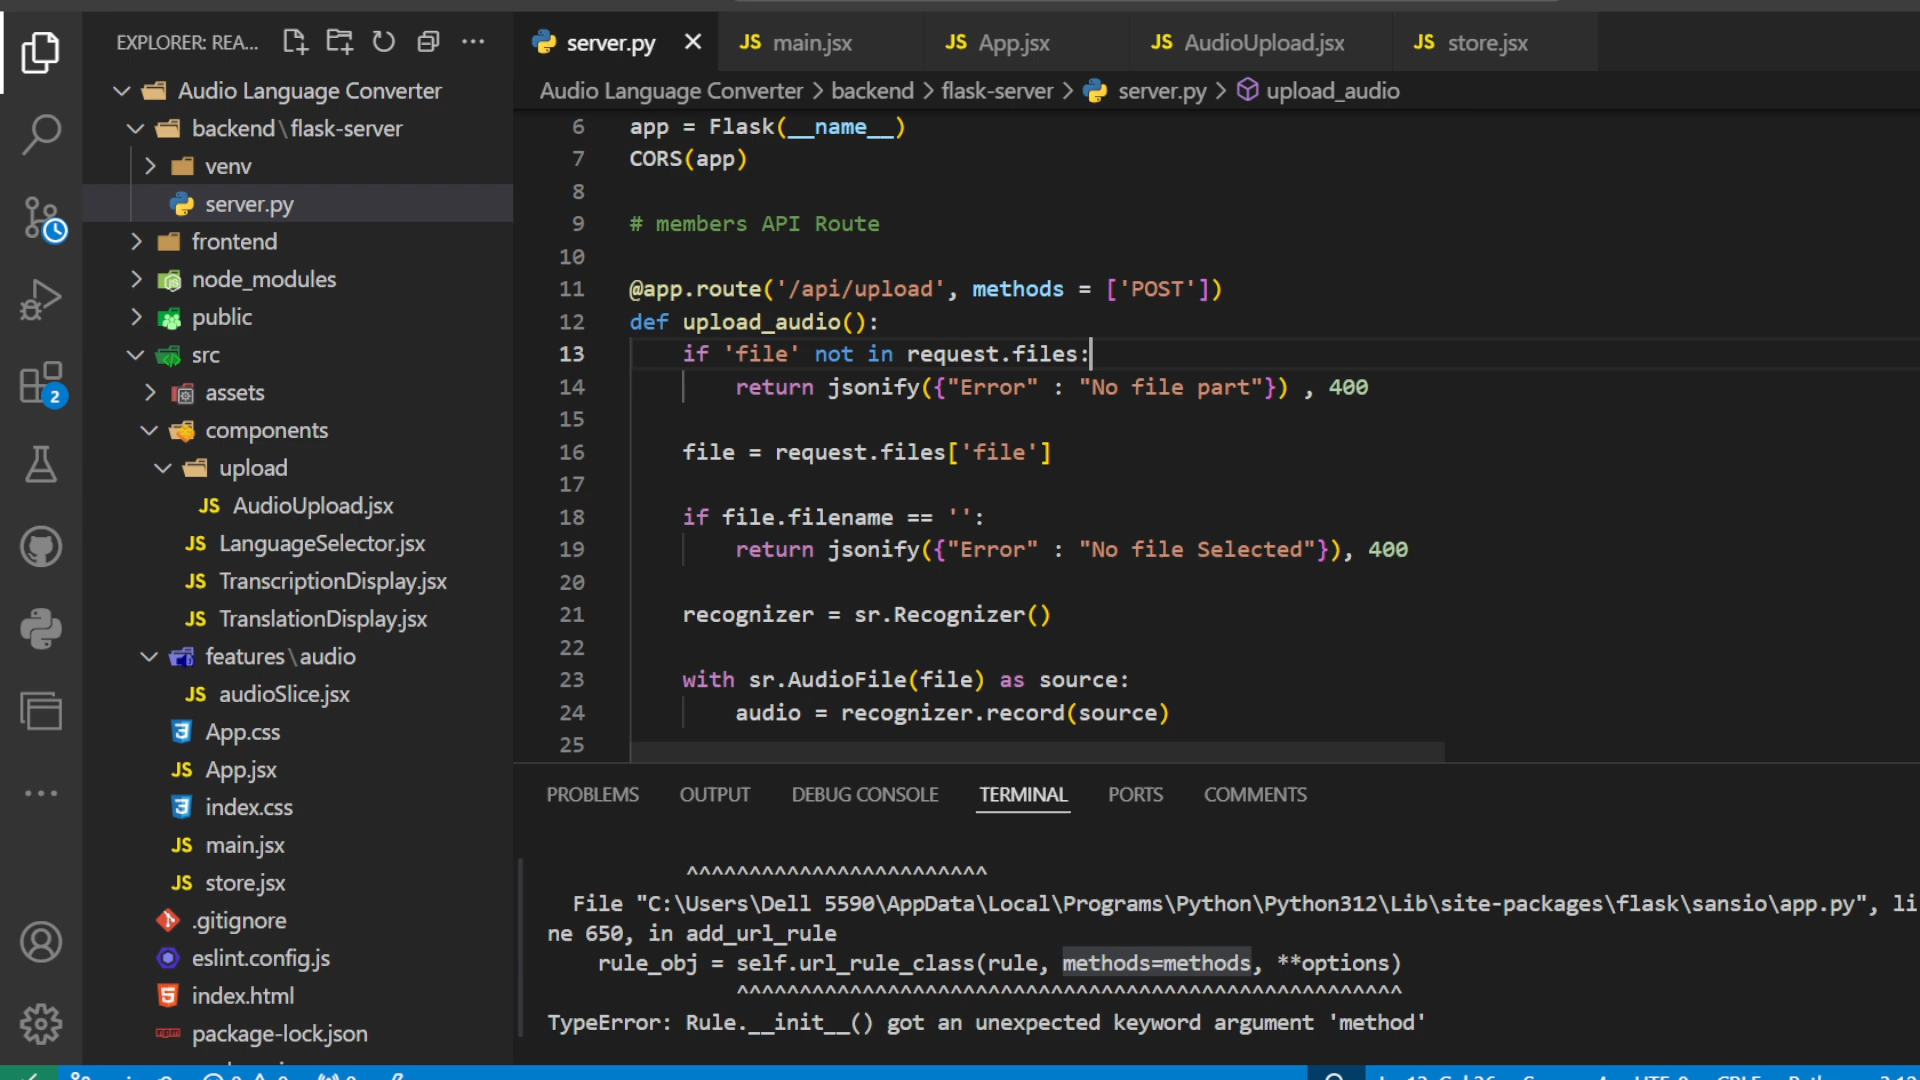 EXPLORER: REA...
Audio Language Converter
backend\flask-server
venv
server.py
frontend
node_modules
public
src
assets
components
upload
AudioUpload.jsx
LanguageSelector.jsx
TranscriptionDisplay.jsx
TranslationDisplay.jsx
features\audio
audioSlice.jsx
App.css
App.jsx
index.css
main.jsx
store.jsx
.gitignore
eslint.config.js
index.html
package-lock.json
2
server.py
JS main.jsx
JS App.jsx
JS AudioUpload.jsx
JS store.jsx
Audio Language Converter > backend > flask-server > server.py > upload_audio
6 app = Flask(__name__)
7 CORS(app)
8
9 # members API Route
10
11 @app.route('/api/upload', methods = ['POST'])
12 def upload_audio():
13 if 'file' not in request.files:
14 return jsonify({"Error" : "No file part"}) , 400
15
16 file = request.files['file']
17
18 if file.filename == '':
19 return jsonify({"Error" : "No file Selected"}), 400
20
21 recognizer = sr.Recognizer()
22
23 with sr.AudioFile(file) as source:
24 audio = recognizer.record(source)
25
PROBLEMS OUTPUT DEBUG CONSOLE TERMINAL PORTS COMMENTS
^^^^^^^^^^^^^^^^^^^^^^^^
File "C:\Users\Dell 5590\AppData\Local\Programs\Python\Python312\Lib\site-packages\flask\sansio\app.py", li
ne 650, in add_url_rule
rule_obj = self.url_rule_class(rule, methods=methods, **options)
^^^^^^^^^^^^^^^^^^^^^^^^^^^^^^^^^^^^^^^^^^^^^^^^^^^^^
TypeError: Rule.__init__() got an unexpected keyword argument 'method'